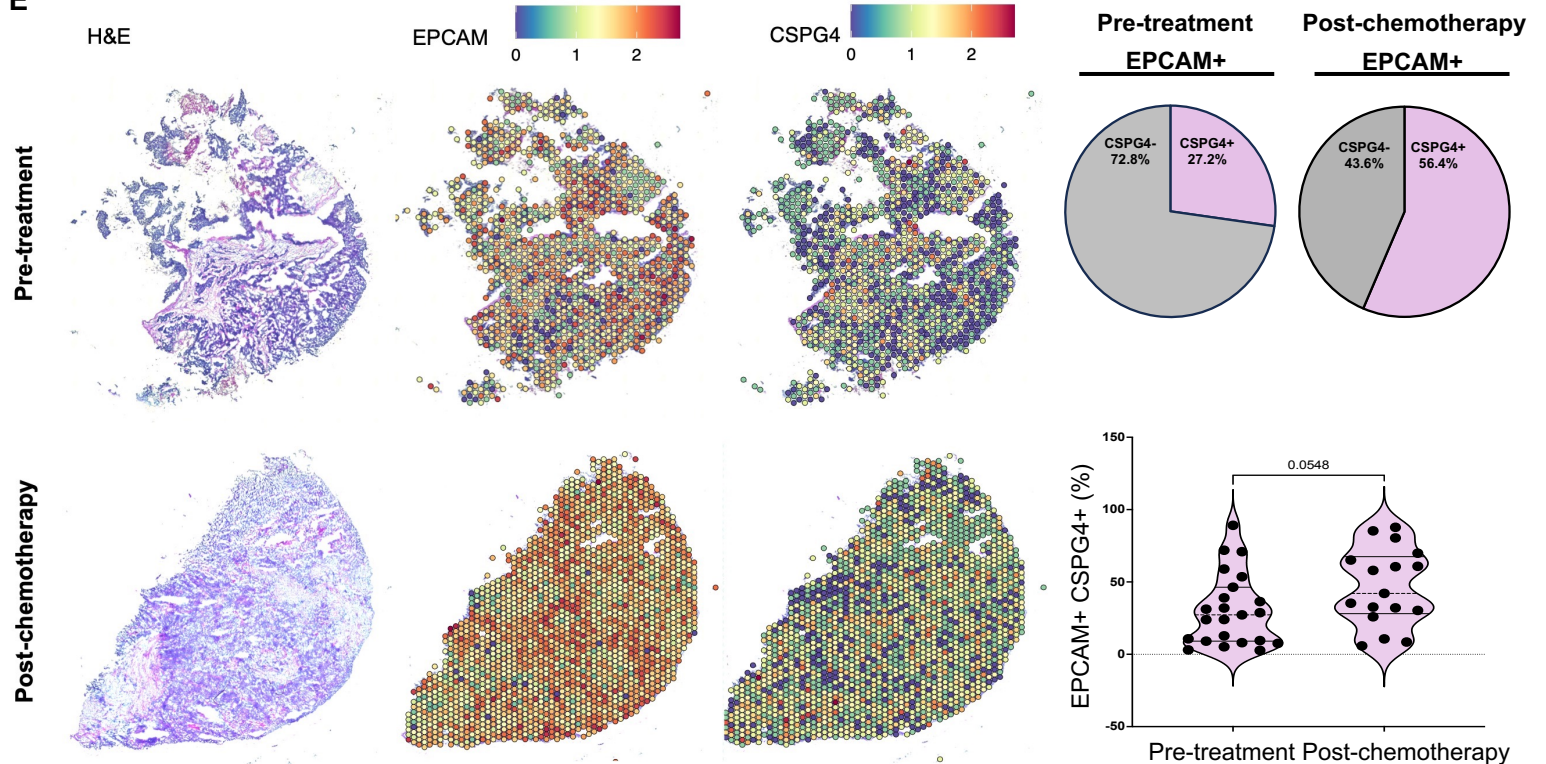 E
H&E
EPCAM
0 1 2
CSPG4
0 1 2
Pre-treatment
EPCAM+
Post-chemotherapy
EPCAM+
CSPG4-
72.8%
CSPG4+
27.2%
CSPG4-
43.6%
CSPG4+
56.4%
Pre-treatment
Post-chemotherapy
EPCAM+ CSPG4+ (%)
150
100
50
0
-50
0.0548
Pre-treatment Post-chemotherapy